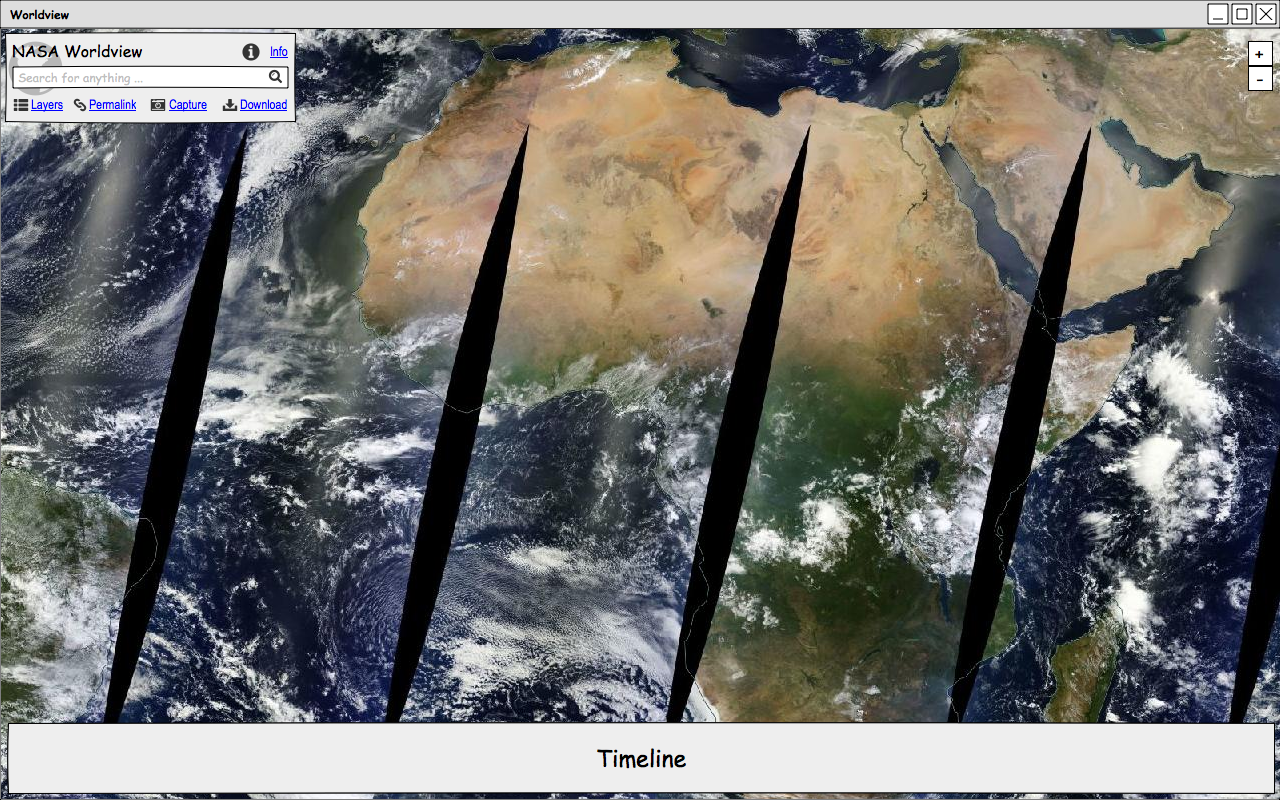 Worldview
NASA Worldview
Info
Search for anything ...
Layers Permalink Capture Download
+
-
Timeline